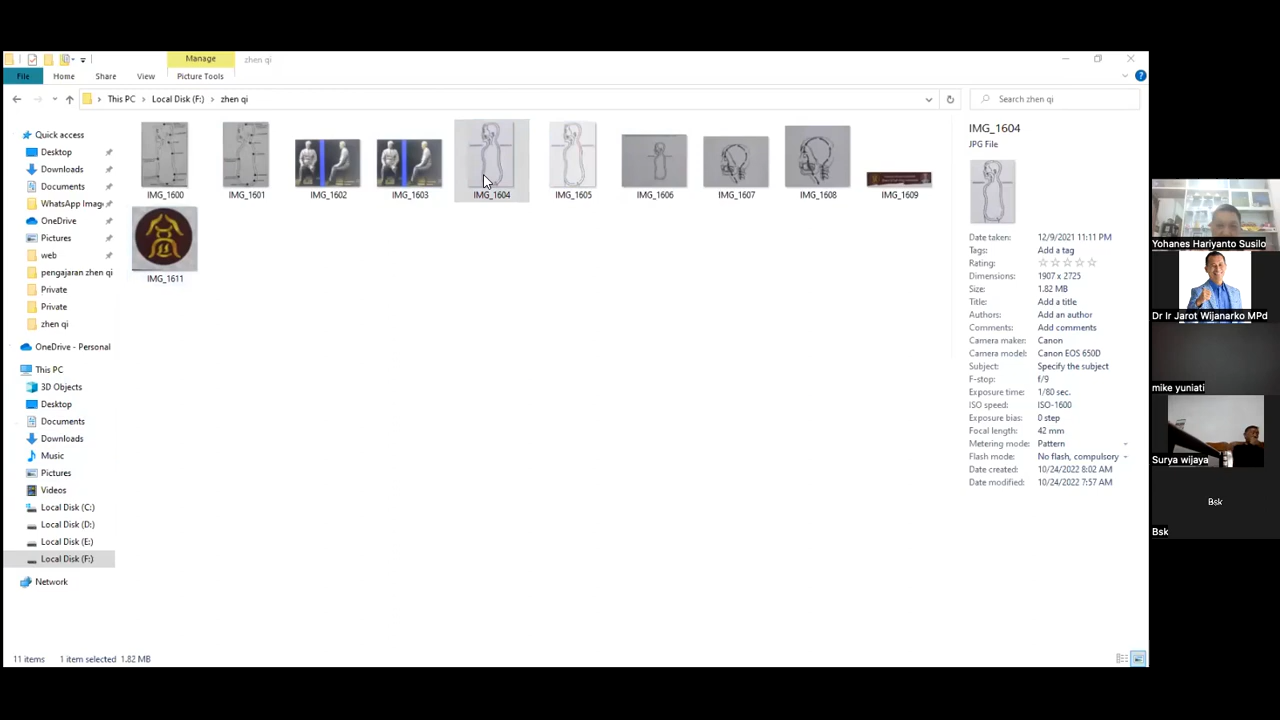 Manage
zhen qi
File
Home
Share
View
Picture Tools
This PC
Local Disk (F:)
zhen qi
Search zhen qi
Quick access
Desktop
Downloads
Documents
WhatsApp Imag
OneDrive
Pictures
web
pengajaran zhen qi
Private
Private
zhen qi
OneDrive - Personal
This PC
3D Objects
Desktop
Documents
Downloads
Music
Pictures
Videos
Local Disk (C:)
Local Disk (D:)
Local Disk (E:)
Local Disk (F:)
Network
IMG_1600
IMG_1601
IMG_1602
IMG_1603
IMG_1604
IMG_1605
IMG_1606
IMG_1607
IMG_1608
IMG_1609
IMG_1611
IMG_1604
JPG File
Date taken: 12/9/2021 11:11 PM
Tags: Add a tag
Rating:
Dimensions: 1907 x 2725
Size: 1.82 MB
Title: Add a title
Authors: Add an author
Comments: Add comments
Camera maker: Canon
Camera model: Canon EOS 650D
Subject: Specify the subject
F-stop: f/9
Exposure time: 1/80 sec.
ISO speed: ISO-1600
Exposure bias: 0 step
Focal length: 42 mm
Metering mode: Pattern
Flash mode: No flash, compulsory
Date created: 10/24/2022 8:02 AM
Date modified: 10/24/2022 7:57 AM
11 items
1 item selected 1.82 MB
Yohanes Hariyanto Susilo
Dr Ir Jarot Wijanarko MPd
mike yuniati
Surya wijaya
Bsk
Bsk